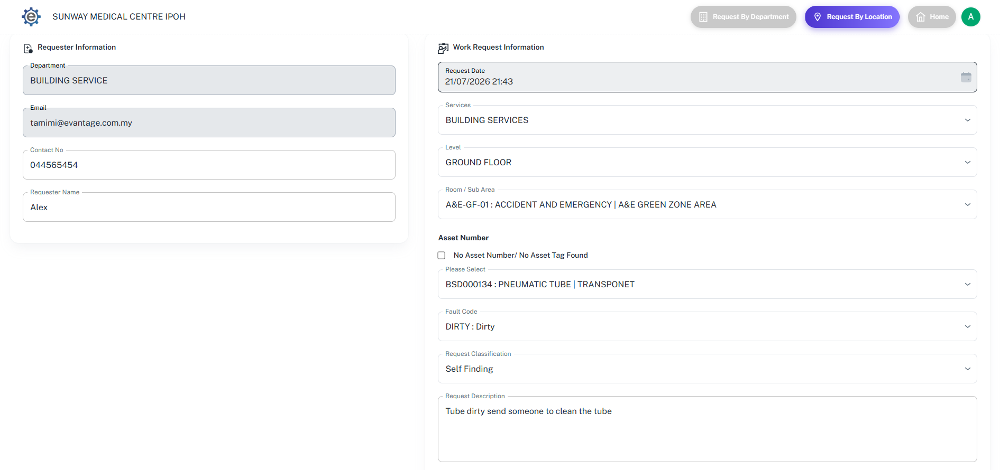 SUNWAY MEDICAL CENTRE IPOH
Request By Department
Request By Location
Home
A
Requester Information
Department
BUILDING SERVICE
Email
tamimi@evantage.com.my
Contact No
044565454
Requester Name
Alex
Work Request Information
Request Date
21/07/2026 21:43
Services
BUILDING SERVICES
Level
GROUND FLOOR
Room / Sub Area
A&E-GF-01 : ACCIDENT AND EMERGENCY | A&E GREEN ZONE AREA
Asset Number
No Asset Number/ No Asset Tag Found
Please Select
BSD000134 : PNEUMATIC TUBE | TRANSPONET
Fault Code
DIRTY : Dirty
Request Classification
Self Finding
Request Description
Tube dirty send someone to clean the tube